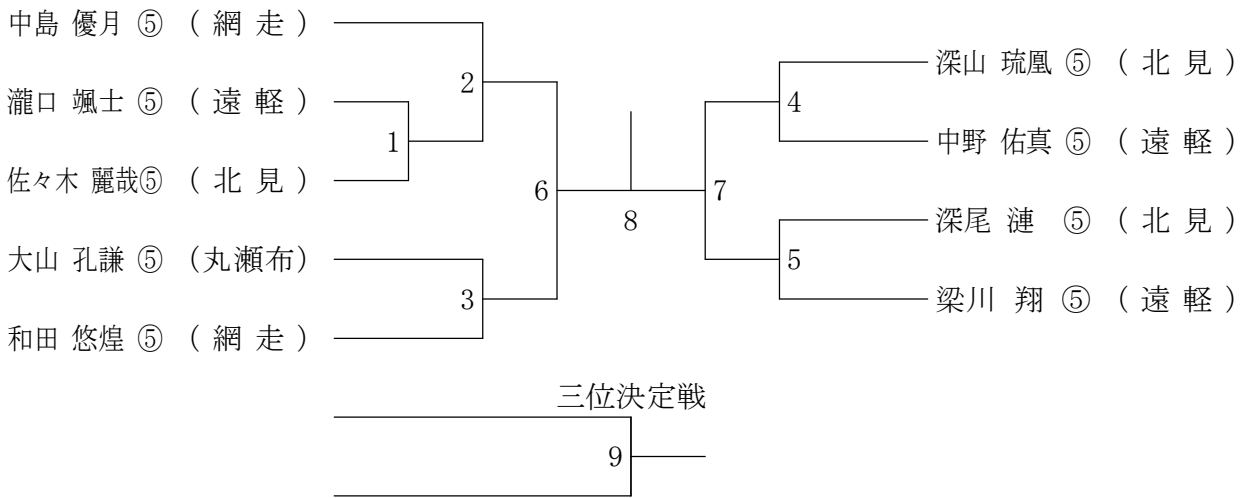 中島 優月 ⑤ (網走)
瀧口 颯士 ⑤ (遠軽)
佐々木 麗哉⑤ (北見)
大山 孔謙 ⑤ (丸瀬布)
和田 悠煌 ⑤ (網走)
2
1
6
3
8
深山 琉凰 ⑤ (北見)
中野 佑真 ⑤ (遠軽)
深尾 漣 ⑤ (北見)
梁川 翔 ⑤ (遠軽)
4
7
5
三位決定戦
9